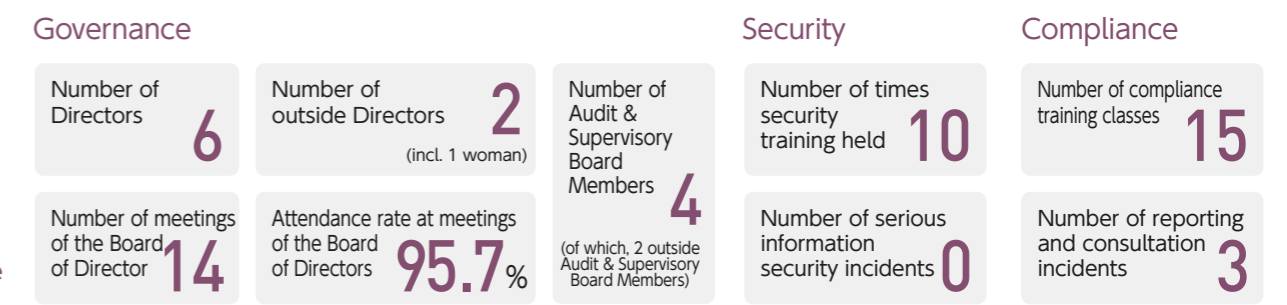 Governance
Number of
Directors
6
Number of
outside Directors
2
(incl. 1 woman)
Number of meetings
of the Board
of Director
14
Attendance rate at meetings
of the Board
of Directors
95.7%
Number of
Audit &
Supervisory
Board
Members
4
(of which, 2 outside
Audit & Supervisory
Board Members)
Security
Number of times
security
training held
10
Number of serious
information
security incidents
0
Compliance
Number of compliance
training classes
15
Number of reporting
and consultation
incidents
3